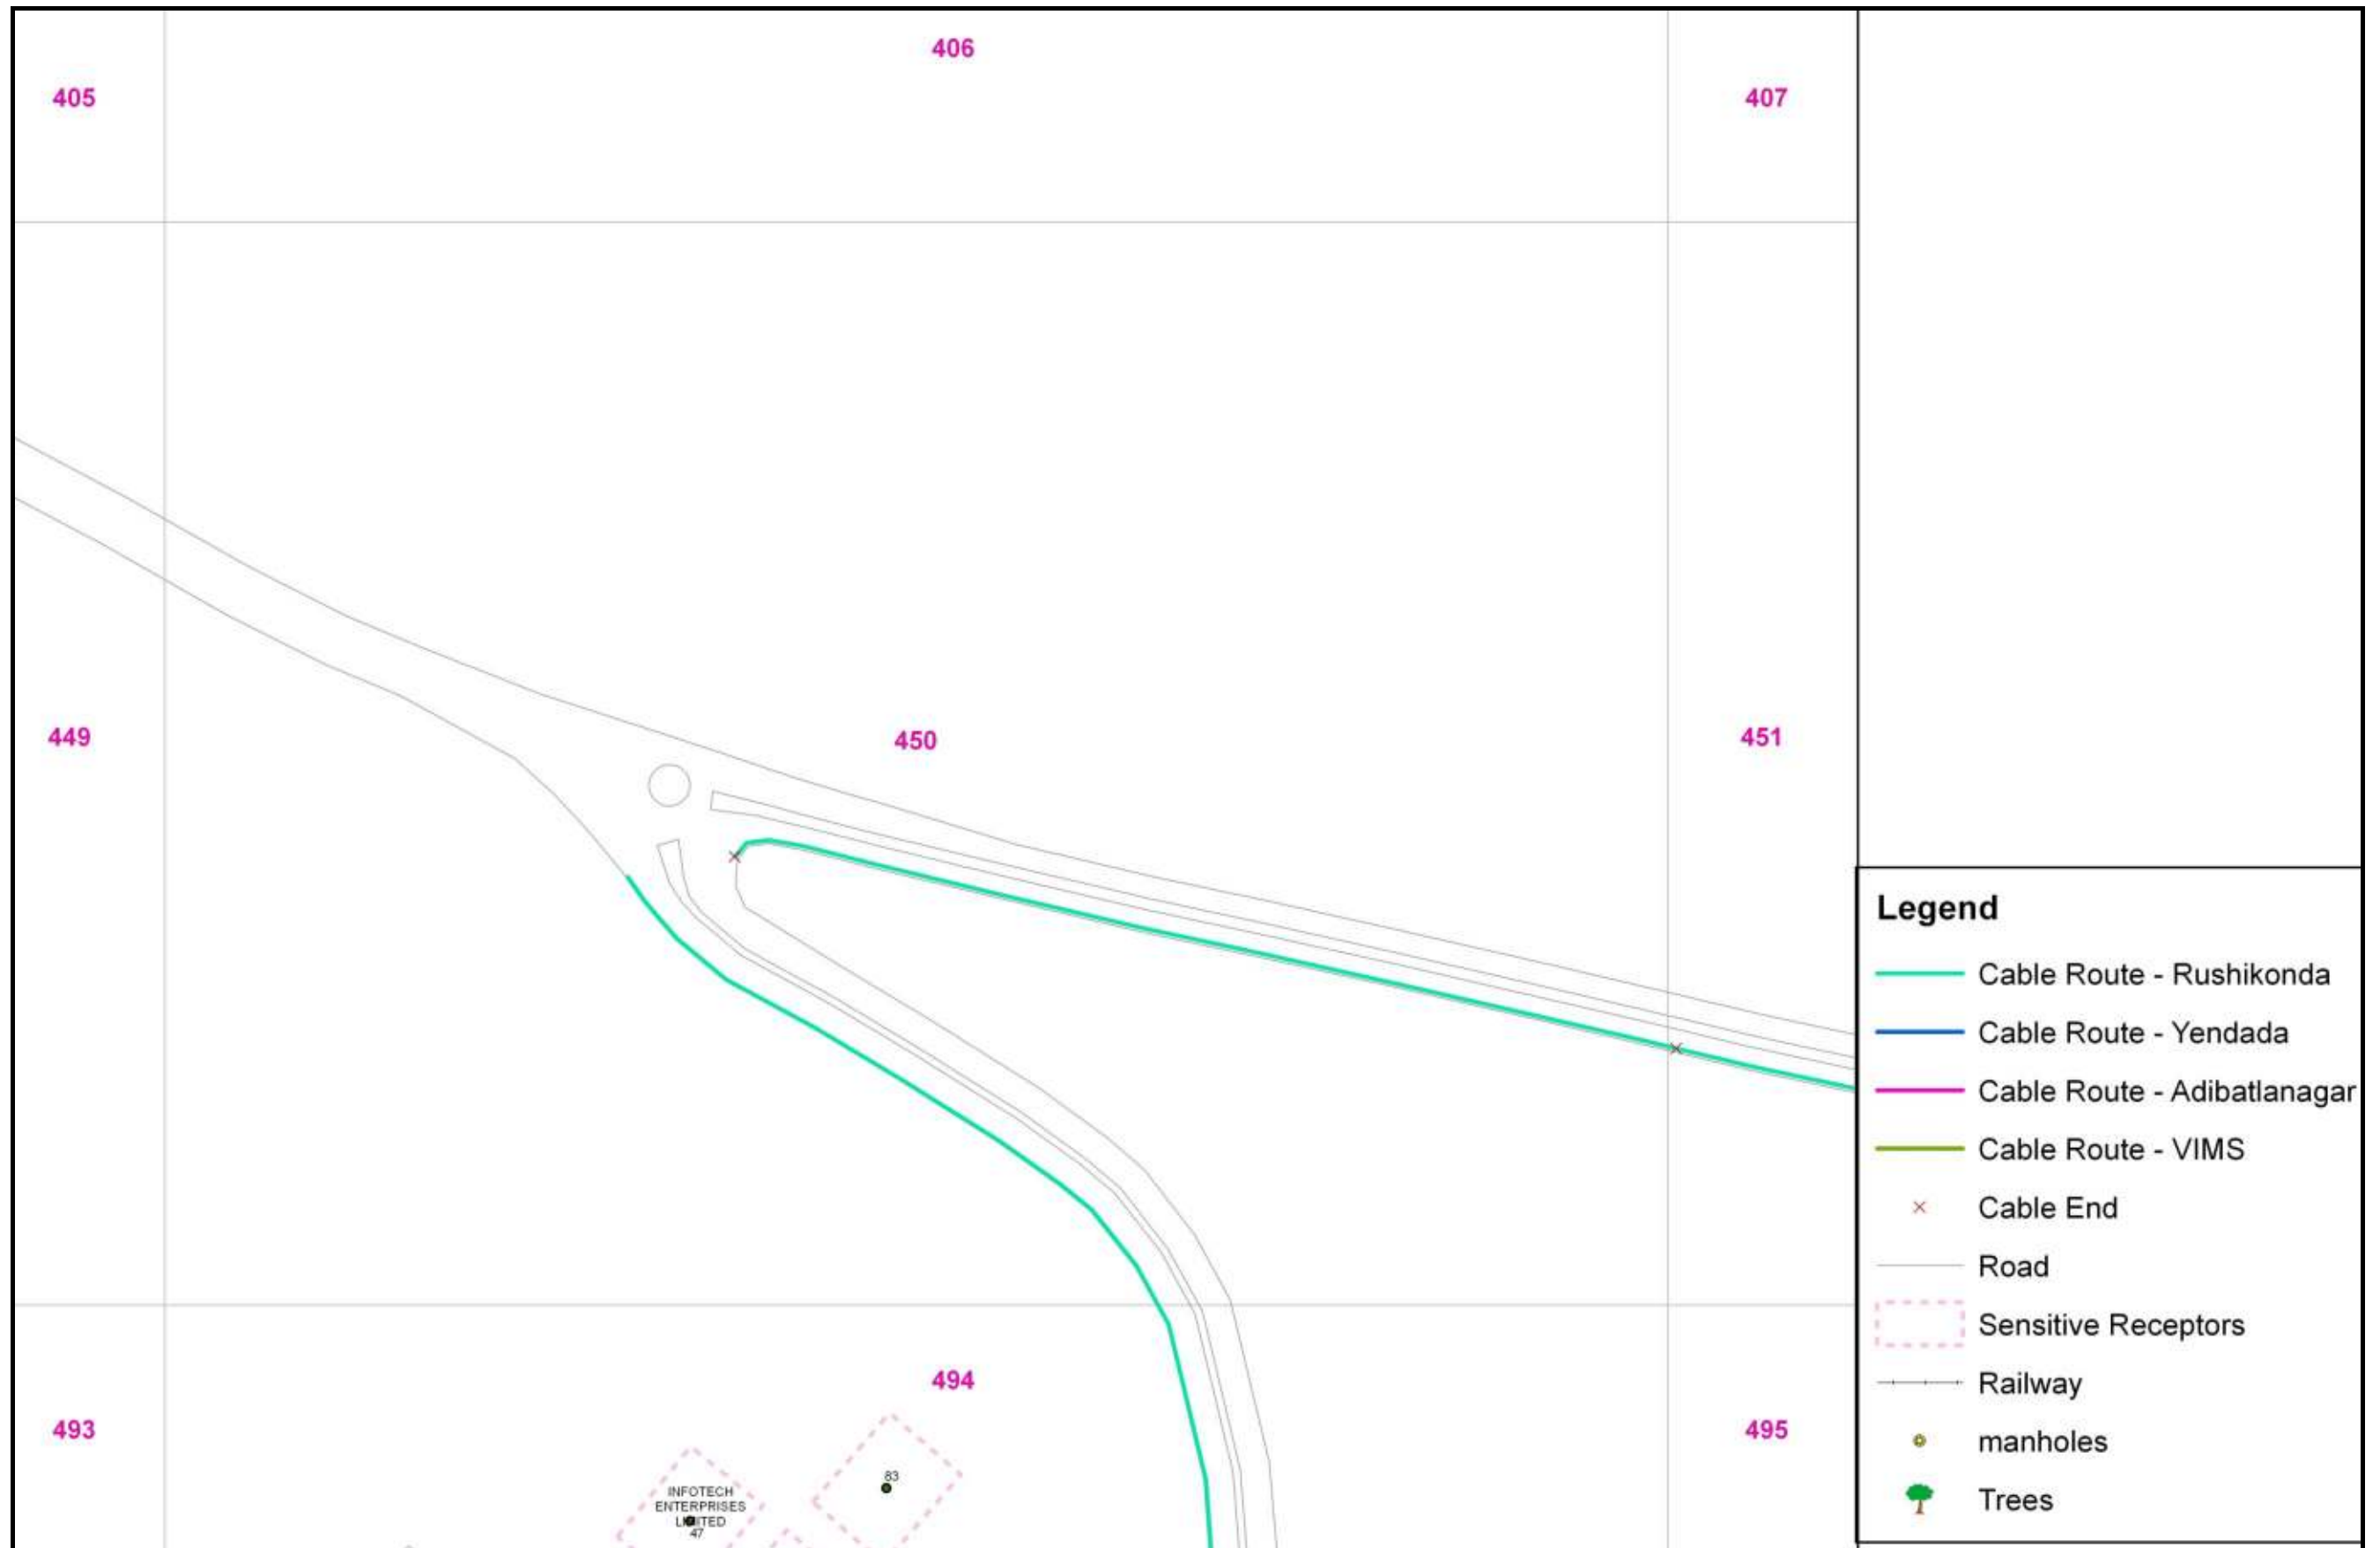 406
405
407
449
450
451
494
493
495
83
INFOTECH
ENTERPRISES
LIMITED
47
Legend
Cable Route - Rushikonda
Cable Route - Yendada
Cable Route - Adibatlanagar
Cable Route - VIMS
Cable End
Road
Sensitive Receptors
Railway
manholes
Trees